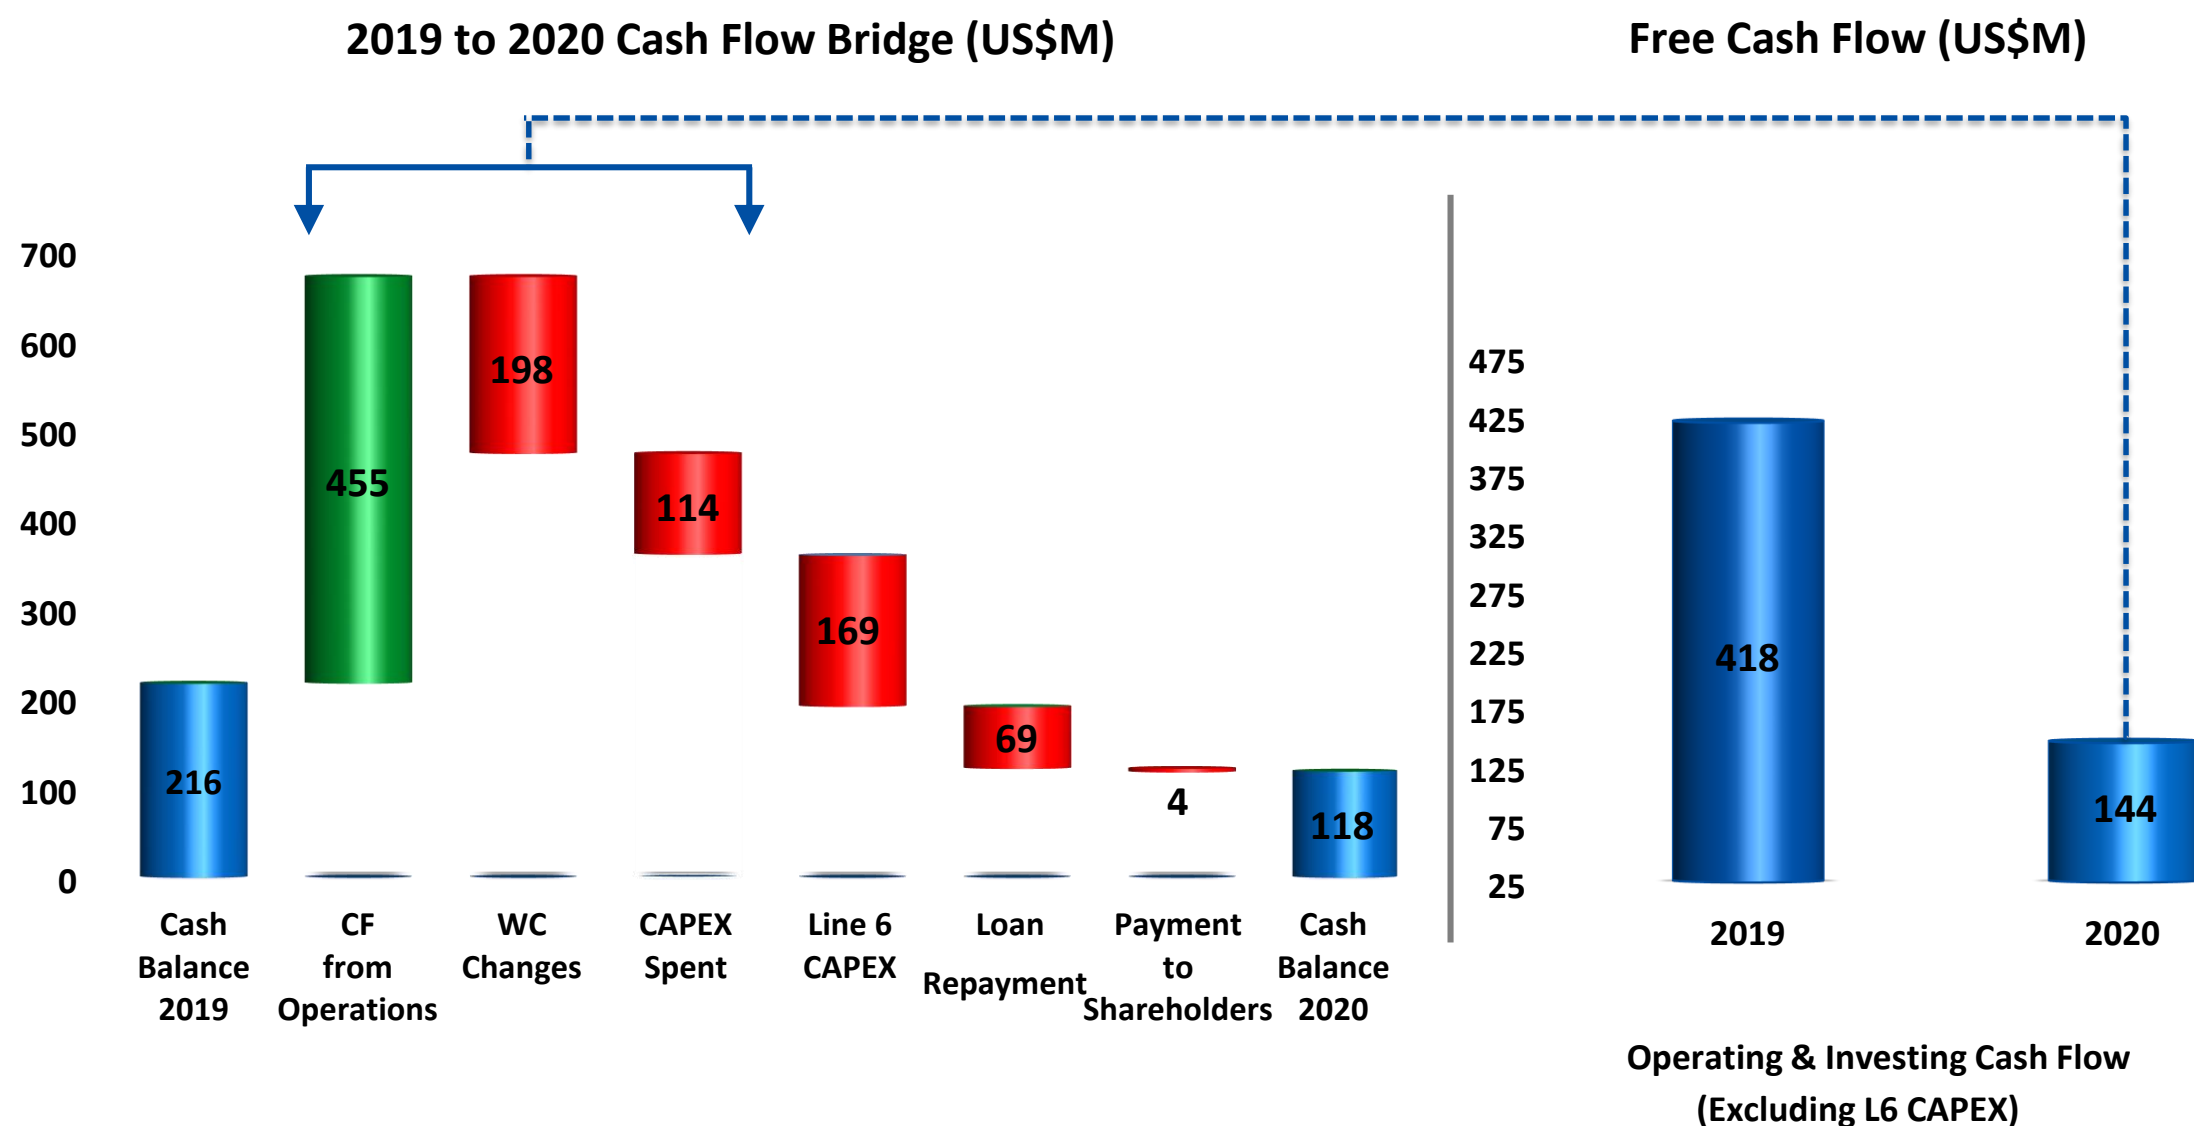 2019 to 2020 Cash Flow Bridge (US$M)
Free Cash Flow (US$M)
700
600
500
400
300
200
100
0
216
455
198
114
169
69
4
118
Cash
Balance
2019
CF
from
Operations
WC
Changes
CAPEX
Spent
Line 6
CAPEX
Loan
Repayment
Payment
to
Shareholders
Cash
Balance
2020
475
425
375
325
275
225
175
125
75
25
418
144
2019
2020
Operating & Investing Cash Flow
(Excluding L6 CAPEX)